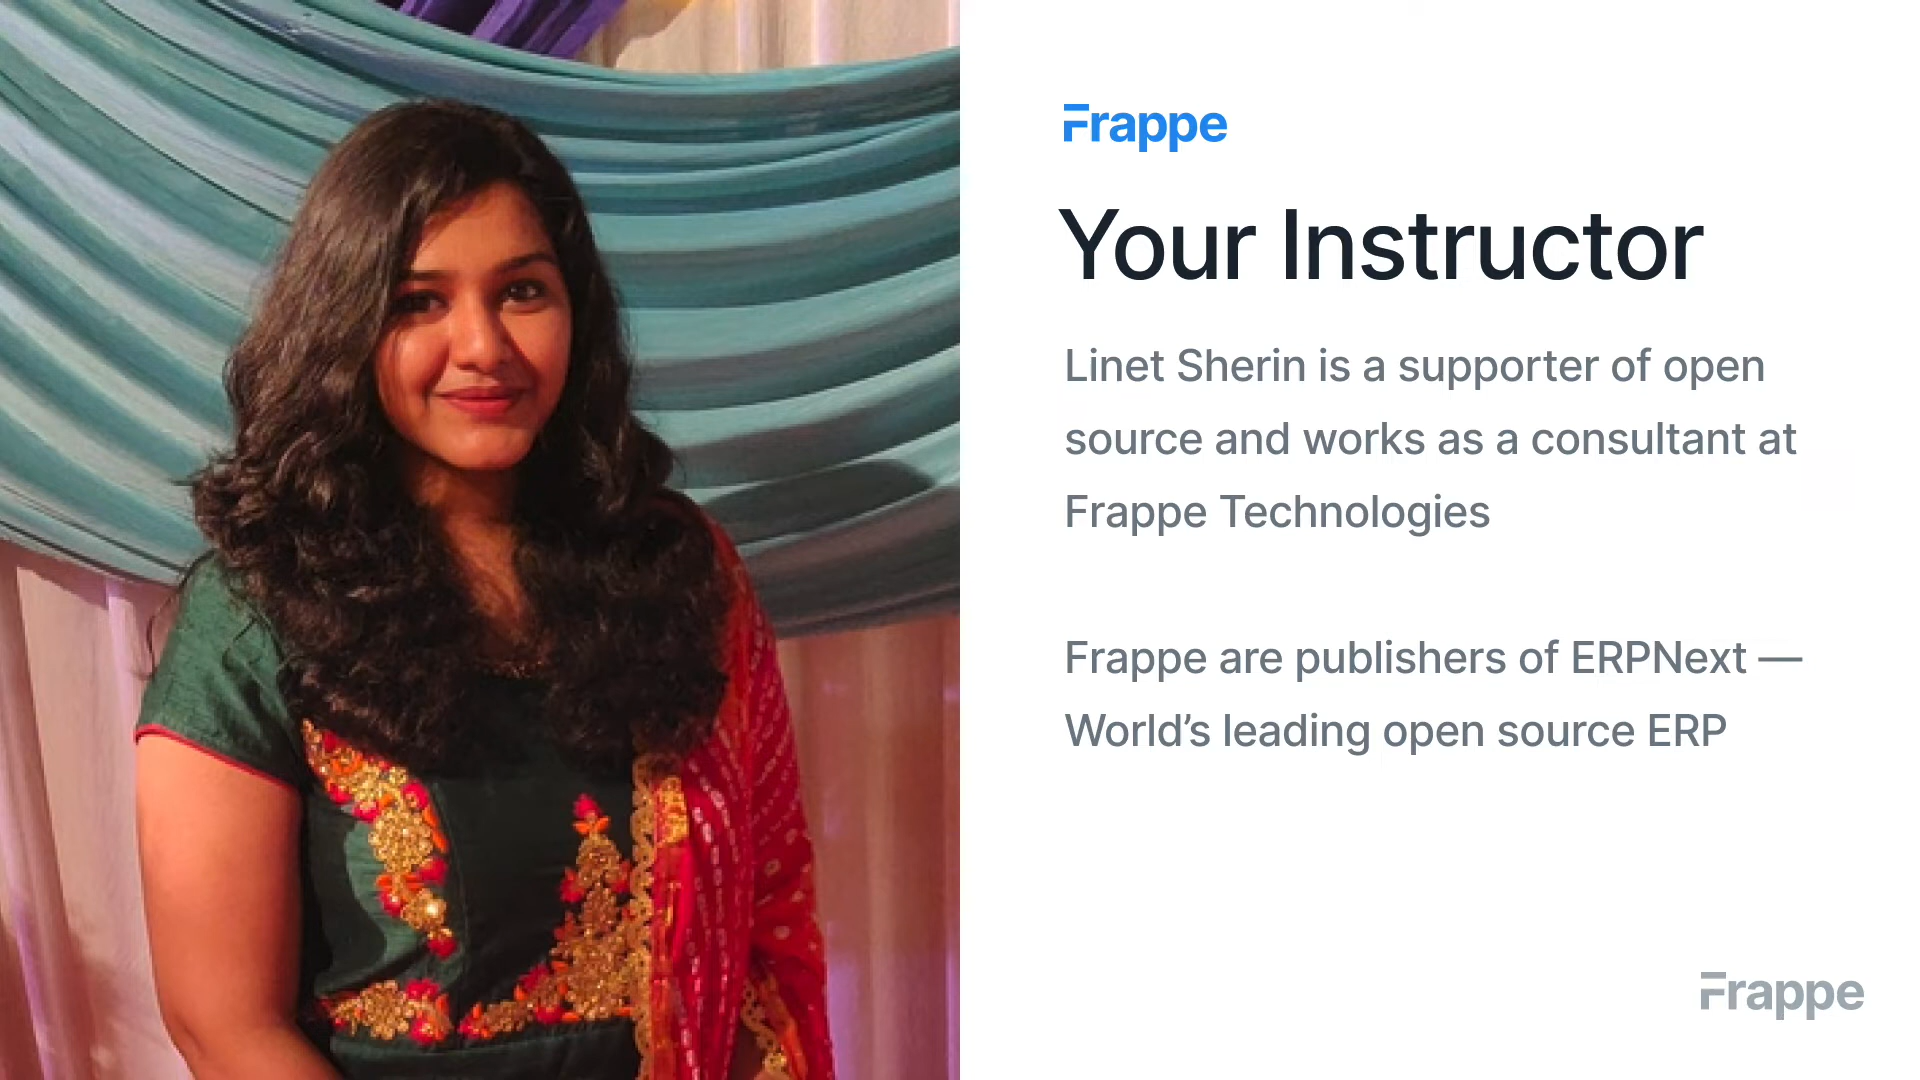 Frappe
Your Instructor
Linet Sherin is a supporter of open
source and works as a consultant at
Frappe Technologies
Frappe are publishers of ERPNext —
World’s leading open source ERP
Frappe